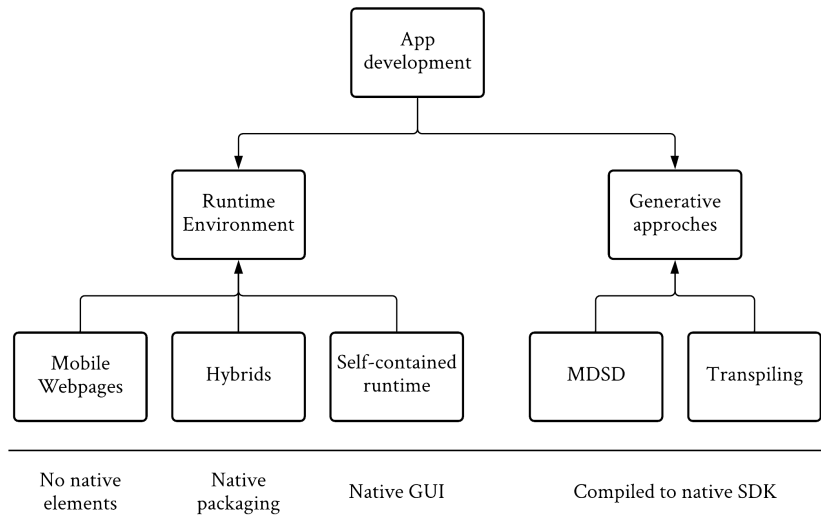 App
development
Runtime
Environment
Generative
approches
Mobile
Webpages
Hybrids
Self-contained
runtime
MDSD
Transpiling
No native
elements
Native
packaging
Native GUI
Compiled to native SDK